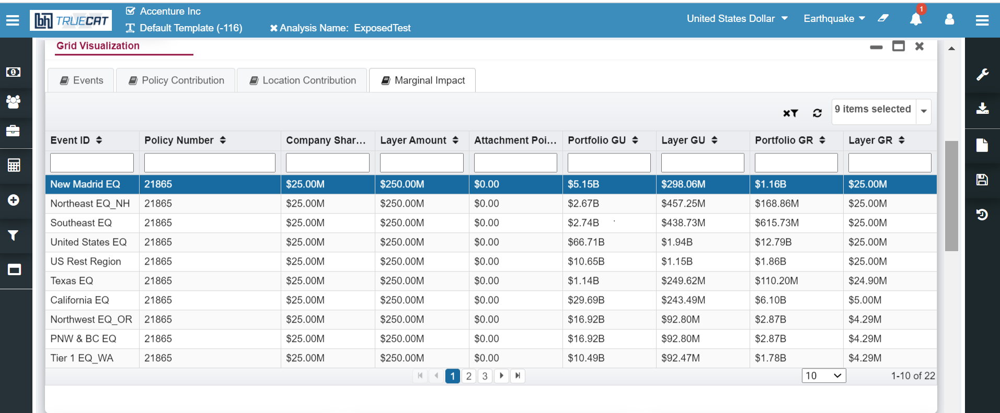 bh TRUECAT
Accenture Inc
Default Template (-116)
Analysis Name: ExposedTest
United States Dollar
Earthquake
1
Grid Visualization
Events
Policy Contribution
Location Contribution
Marginal Impact
9 items selected
Event ID Policy Number Company Shar... Layer Amount Attachment Poi... Portfolio GU Layer GU Portfolio GR Layer GR
New Madrid EQ 21865 $25.00M $250.00M $0.00 $5.15B $298.06M $1.16B $25.00M
Northeast EQ_NH 21865 $25.00M $250.00M $0.00 $2.67B $457.25M $168.86M $25.00M
Southeast EQ 21865 $25.00M $250.00M $0.00 $2.74B $438.73M $615.73M $25.00M
United States EQ 21865 $25.00M $250.00M $0.00 $66.71B $1.94B $12.79B $25.00M
US Rest Region 21865 $25.00M $250.00M $0.00 $10.65B $1.15B $1.86B $25.00M
Texas EQ 21865 $25.00M $250.00M $0.00 $1.14B $249.62M $110.20M $24.90M
California EQ 21865 $25.00M $250.00M $0.00 $29.69B $243.49M $6.10B $5.00M
Northwest EQ_OR 21865 $25.00M $250.00M $0.00 $16.92B $92.80M $2.87B $4.29M
PNW & BC EQ 21865 $25.00M $250.00M $0.00 $16.92B $92.80M $2.87B $4.29M
Tier 1 EQ_WA 21865 $25.00M $250.00M $0.00 $10.49B $92.47M $1.78B $4.29M
1 2 3
10
1-10 of 22